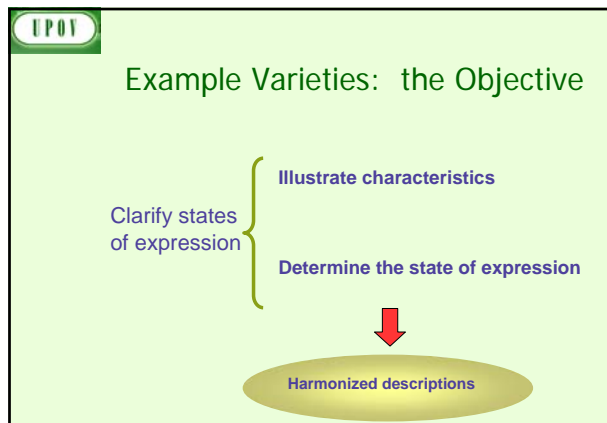 UPOV
Example Varieties: the Objective
Illustrate characteristics
Clarify states
of expression
Determine the state of expression
Harmonized descriptions